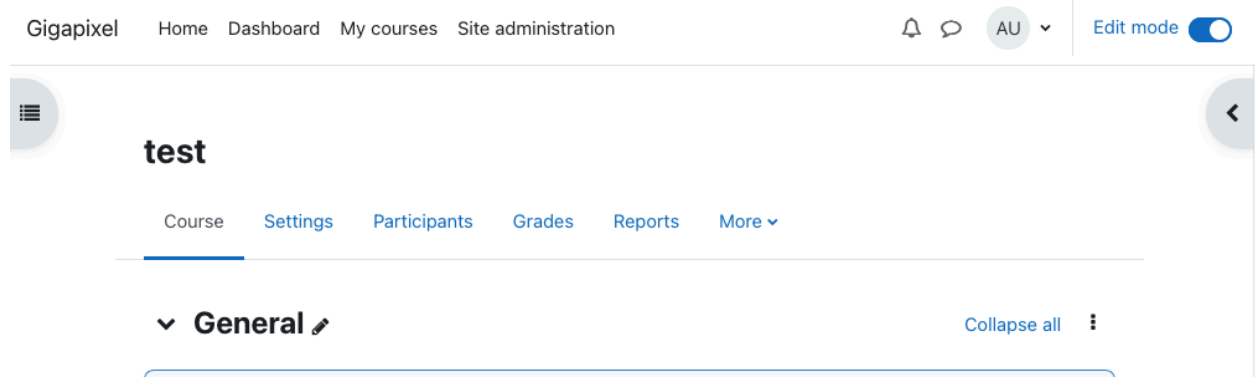 Gigapixel Home Dashboard My courses Site administration AU Edit mode
test
Course Settings Participants Grades Reports More
General Collapse all